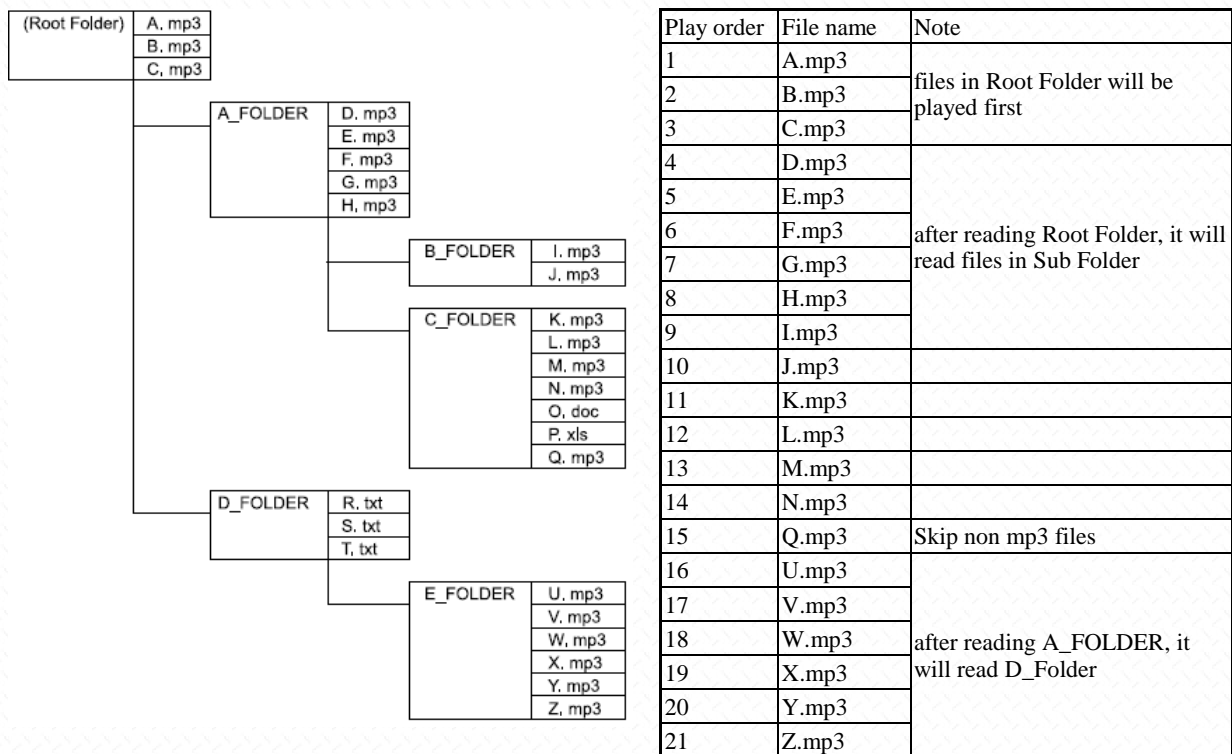 (Root Folder)
A. mp3
B. mp3
C, mp3
A_FOLDER
D. mp3
E. mp3
F, mp3
G. mp3
H, mp3
B_FOLDER
I. mp3
J. mp3
C_FOLDER
K, mp3
L. mp3
M, mp3
N, mp3
O, doc
P. xls
Q. mp3
D_FOLDER
R, txt
S. txt
T, txt
E_FOLDER
U, mp3
V. mp3
W, mp3
X, mp3
Y. mp3
Z, mp3
Play order File name Note
1 A.mp3
2 B.mp3
3 C.mp3
files in Root Folder will be
played first
4 D.mp3
5 E.mp3
6 F.mp3
7 G.mp3
8 H.mp3
9 I.mp3
after reading Root Folder, it will
read files in Sub Folder
10 J.mp3
11 K.mp3
12 L.mp3
13 M.mp3
14 N.mp3
15 Q.mp3 Skip non mp3 files
16 U.mp3
17 V.mp3
18 W.mp3
19 X.mp3
20 Y.mp3
21 Z.mp3
after reading A_FOLDER, it
will read D_Folder